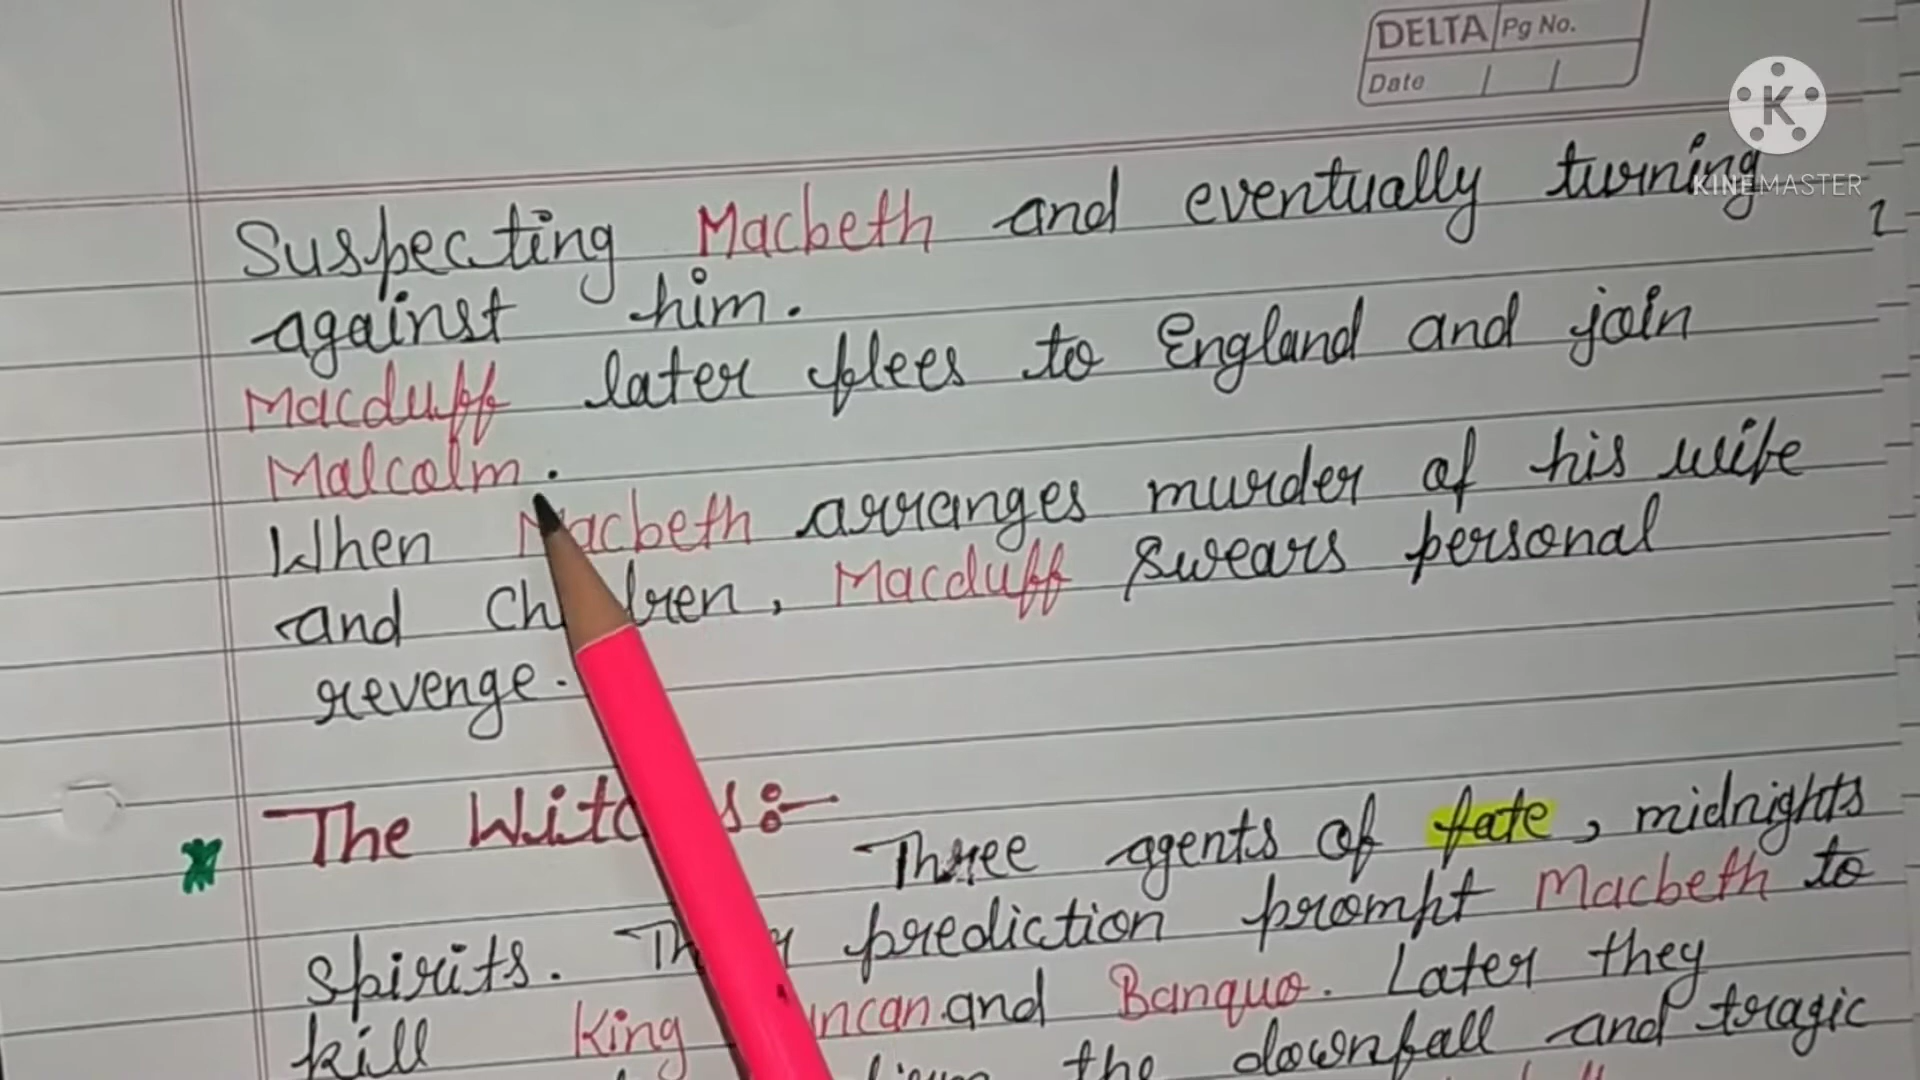 DELTA Pg No.
Date
KINEMASTER
Suspecting Macbeth and eventually turning
against him.
Macduff later flees to England and join
Malcolm.
When Macbeth arranges murder of his wife
and children, Macduff swears personal
revenge.
The Witches:-
Three agents of fate, midnights
spirits. Their prediction prompt Macbeth to
kill King Duncan and Banquo. Later they
the downfall and tragic